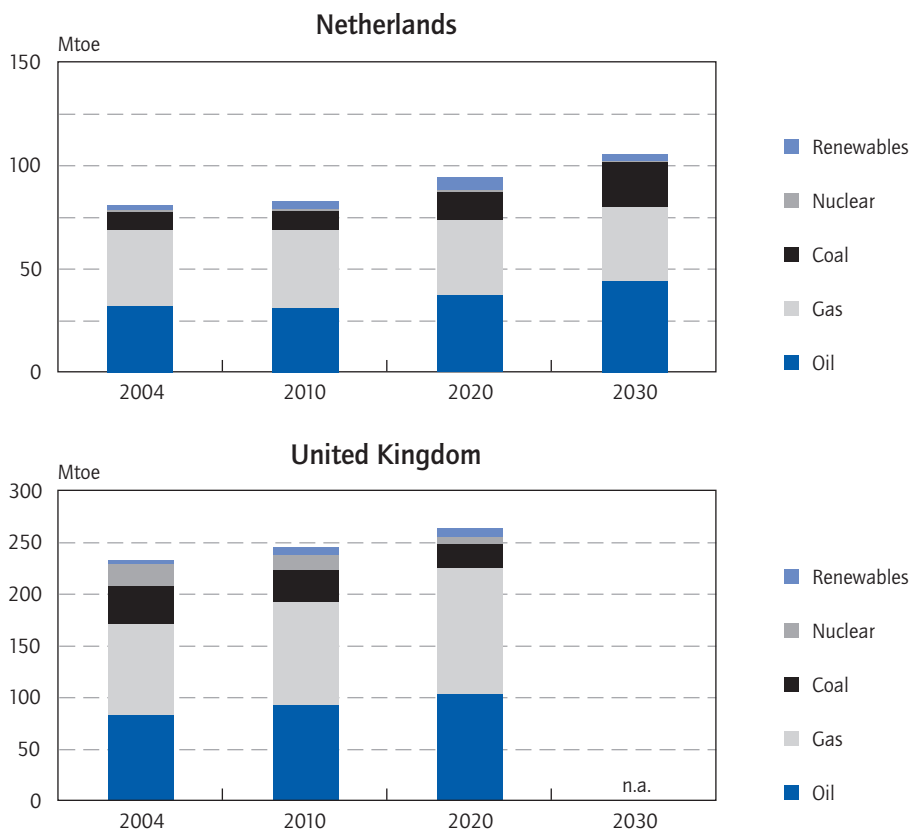 Netherlands
Mtoe
150
100
50
0
2004 2010 2020 2030
Renewables
Nuclear
Coal
Gas
Oil
United Kingdom
Mtoe
300
250
200
150
100
50
0
n.a.
2004 2010 2020 2030
Renewables
Nuclear
Coal
Gas
Oil